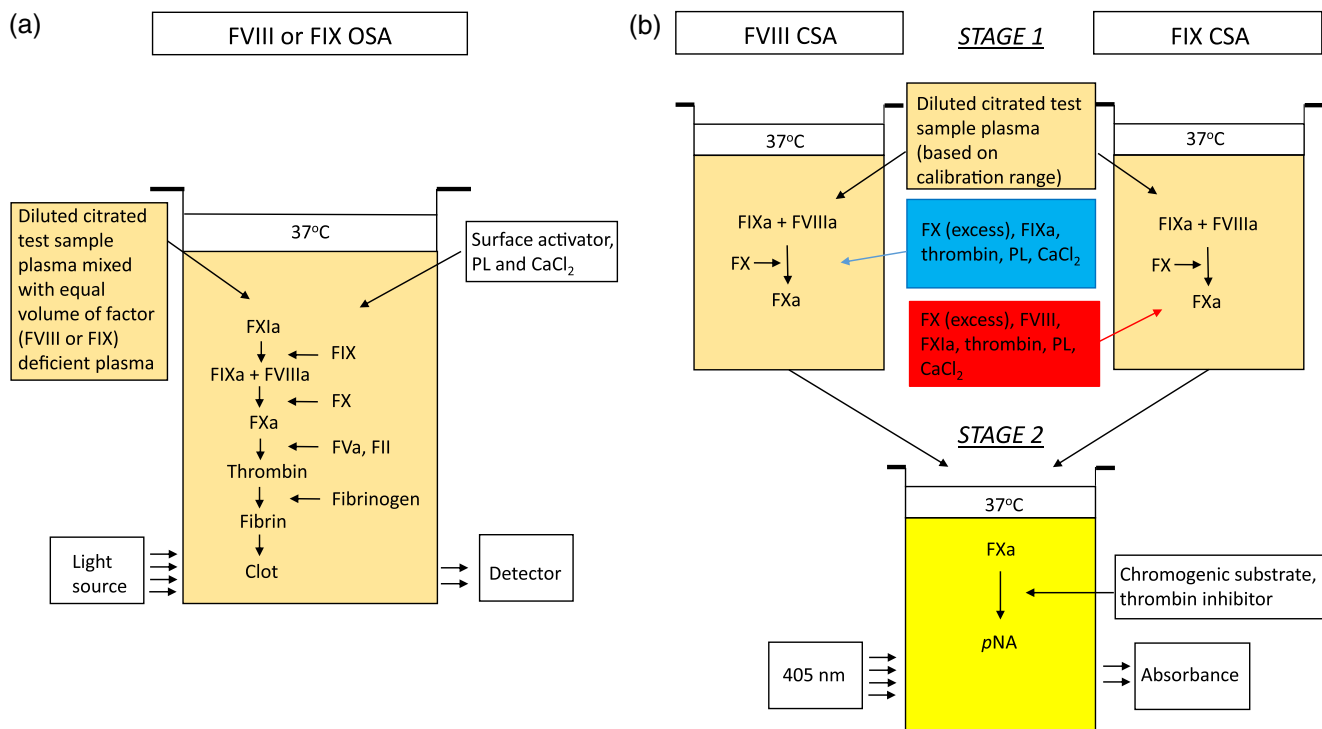 (a)
FVIII or FIX OSA
Diluted citrated
test sample
plasma mixed
with equal
volume of factor
(FVIII or FIX)
deficient plasma
37°C
Surface activator,
PL and CaCl₂
FXIa
FIX
FIXa + FVIIIa
FX
FXa
FVa, FII
Thrombin
Fibrinogen
Fibrin
Clot
Light
source
Detector
(b)
FVIII CSA
STAGE 1
FIX CSA
37°C
Diluted citrated test
sample plasma
(based on
calibration range)
37°C
FIXa + FVIIIa
FX
FXa
FX (excess), FIXa,
thrombin, PL, CaCl₂
FX (excess), FVIII,
FXIa, thrombin, PL,
CaCl₂
FIXa + FVIIIa
FX
FXa
STAGE 2
37°C
FXa
pNA
Chromogenic substrate,
thrombin inhibitor
405 nm
Absorbance